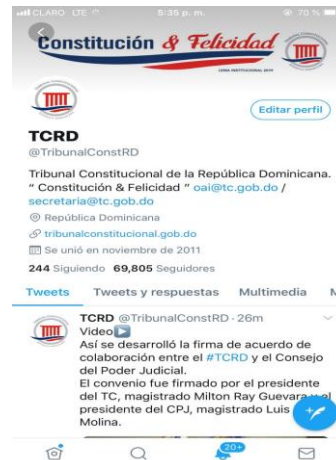 CLARO LTE
5:35 p. m.
70 %
Constitución & Felicidad
LEMA INSTITUCIONAL 2019
Editar perfil
TCRD
@TribunalConstRD
Tribunal Constitucional de la República Dominicana.
" Constitución & Felicidad " oai@tc.gob.do /
secretaria@tc.gob.do
República Dominicana
tribunalconstitucional.gob.do
Se unió en noviembre de 2011
244 Siguiendo 69,805 Seguidores
Tweets Tweets y respuestas Multimedia M
TCRD @TribunalConstRD · 26m
Video
Así se desarrolló la firma de acuerdo de
colaboración entre el #TCRD y el Consejo
del Poder Judicial.
El convenio fue firmado por el presidente
del TC, magistrado Milton Ray Guevara y el
presidente del CPJ, magistrado Luis
Molina.
20+